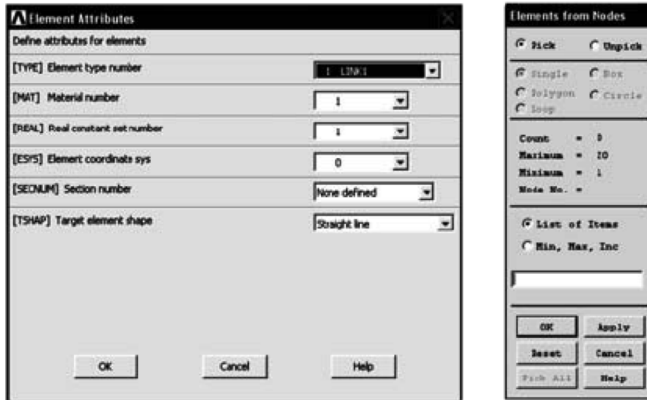 Element Attributes
Define attributes for elements
[TYPE] Element type number
1 LINK1
[MAT] Material number
1
[REAL] Real constant set number
1
[ESYS] Element coordinate sys
0
[SECNUM] Section number
None defined
[TSHAP] Target element shape
Straight line
OK Cancel Help
Elements from Nodes
Pick Unpick
Single Box
Polygon Circle
Loop
Count = 0
Maximum = 20
Minimum = 1
Node No. =
List of Items
Min, Max, Inc
OK Apply
Reset Cancel
Pick All Help